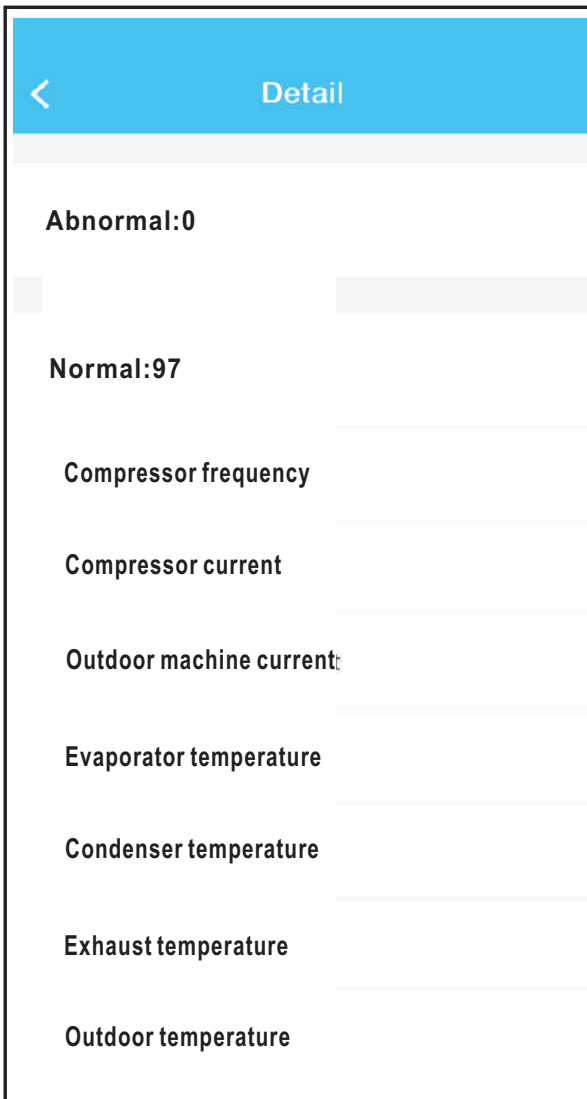 Detail
Abnormal:0
Normal:97
Compressor frequency
Compressor current
Outdoor machine current
Evaporator temperature
Condenser temperature
Exhaust temperature
Outdoor temperature